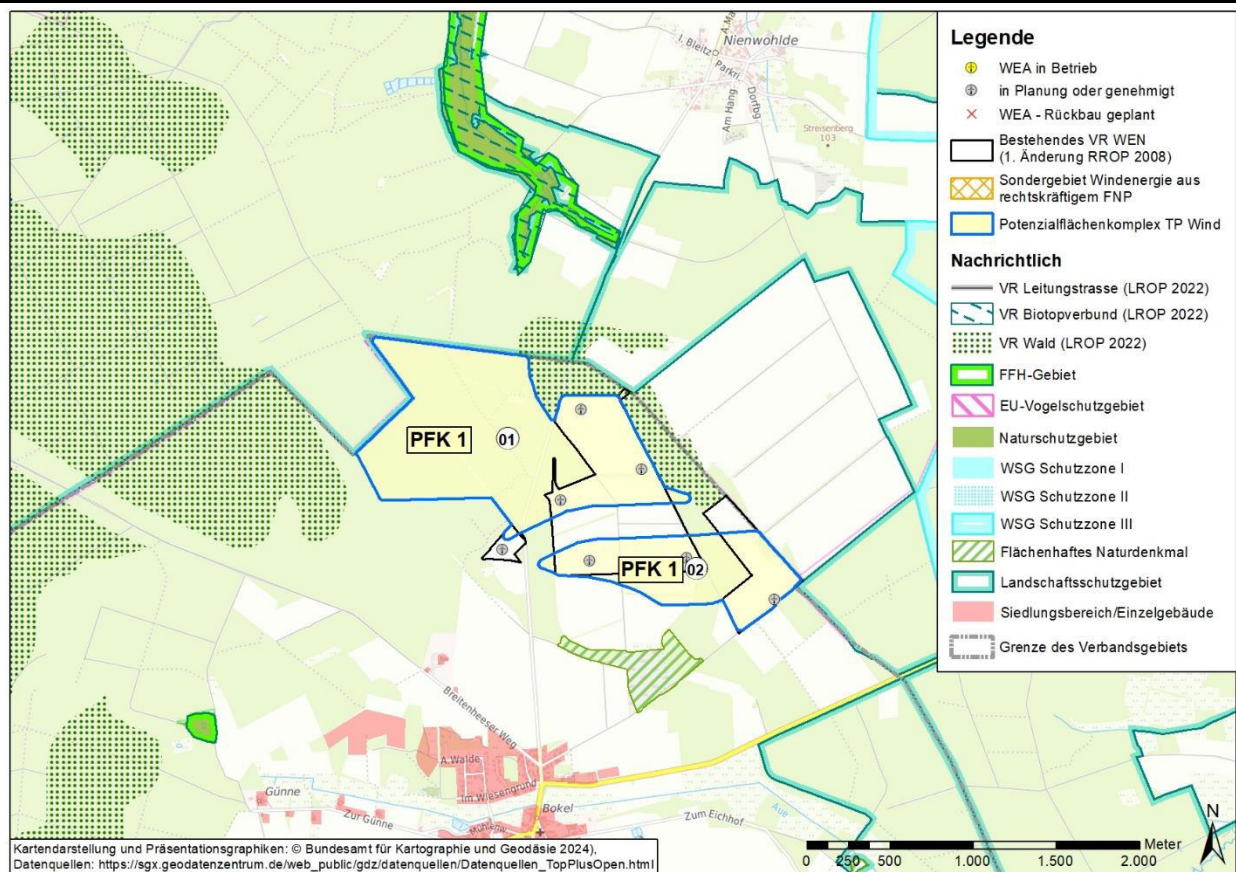 Nienwohlde
I. Bleitz
A.Ma
Parkri.
Am Hang
Dorfbg
Streisenberg
103
PFK 1
01
PFK 1
02
Breitenheeser Weg
A.Walde
Im Wiesengrund
Günne
Zur Günne
Mühlenw
Bokel
Zum Eichhof
Aue
Legende
WEA in Betrieb
in Planung oder genehmigt
WEA - Rückbau geplant
Bestehendes VR WEN
(1. Änderung RROP 2008)
Sondergebiet Windenergie aus
rechtskräftigem FNP
Potenzialflächenkomplex TP Wind
Nachrichtlich
VR Leitungstrasse (LROP 2022)
VR Biotopverbund (LROP 2022)
VR Wald (LROP 2022)
FFH-Gebiet
EU-Vogelschutzgebiet
Naturschutzgebiet
WSG Schutzzone I
WSG Schutzzone II
WSG Schutzzone III
Flächenhaftes Naturdenkmal
Landschaftsschutzgebiet
Siedlungsbereich/Einzelgebäude
Grenze des Verbandsgebiets
N
Meter
0 250 500 1.000 1.500 2.000
Kartendarstellung und Präsentationsgraphiken: © Bundesamt für Kartographie und Geodäsie 2024),
Datenquellen: https://sgx.geodatenzentrum.de/web_public/gdz/datenquellen/Datenquellen_TopPlusOpen.html